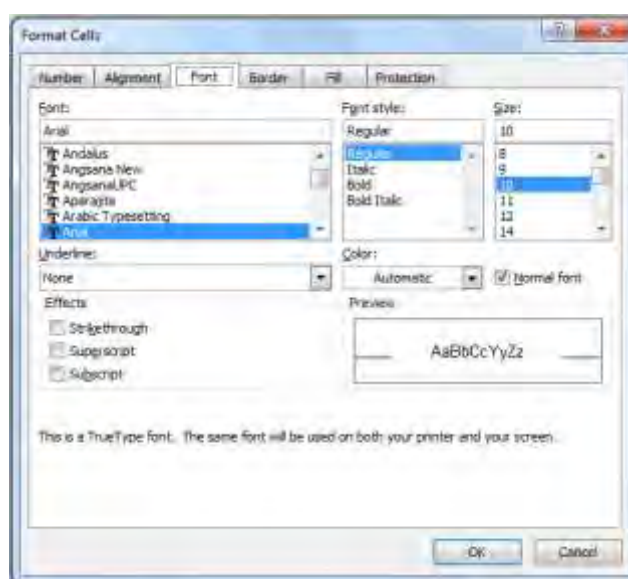 Format Cells
Number Alignment Font Border Fill Protection
Font: Font style: Size:
Arial Regular 10
Andalus Regular 8
Angsana New Italic 9
AngsanaUPC Bold 10
Aparajita Bold Italic 11
Arabic Typesetting 12
Arial 14
Underline: Color:
None Automatic Normal font
Effects Preview
Strikethrough
Superscript AaBbCcYyZz
Subscript
This is a TrueType font. The same font will be used on both your printer and your screen.
OK Cancel